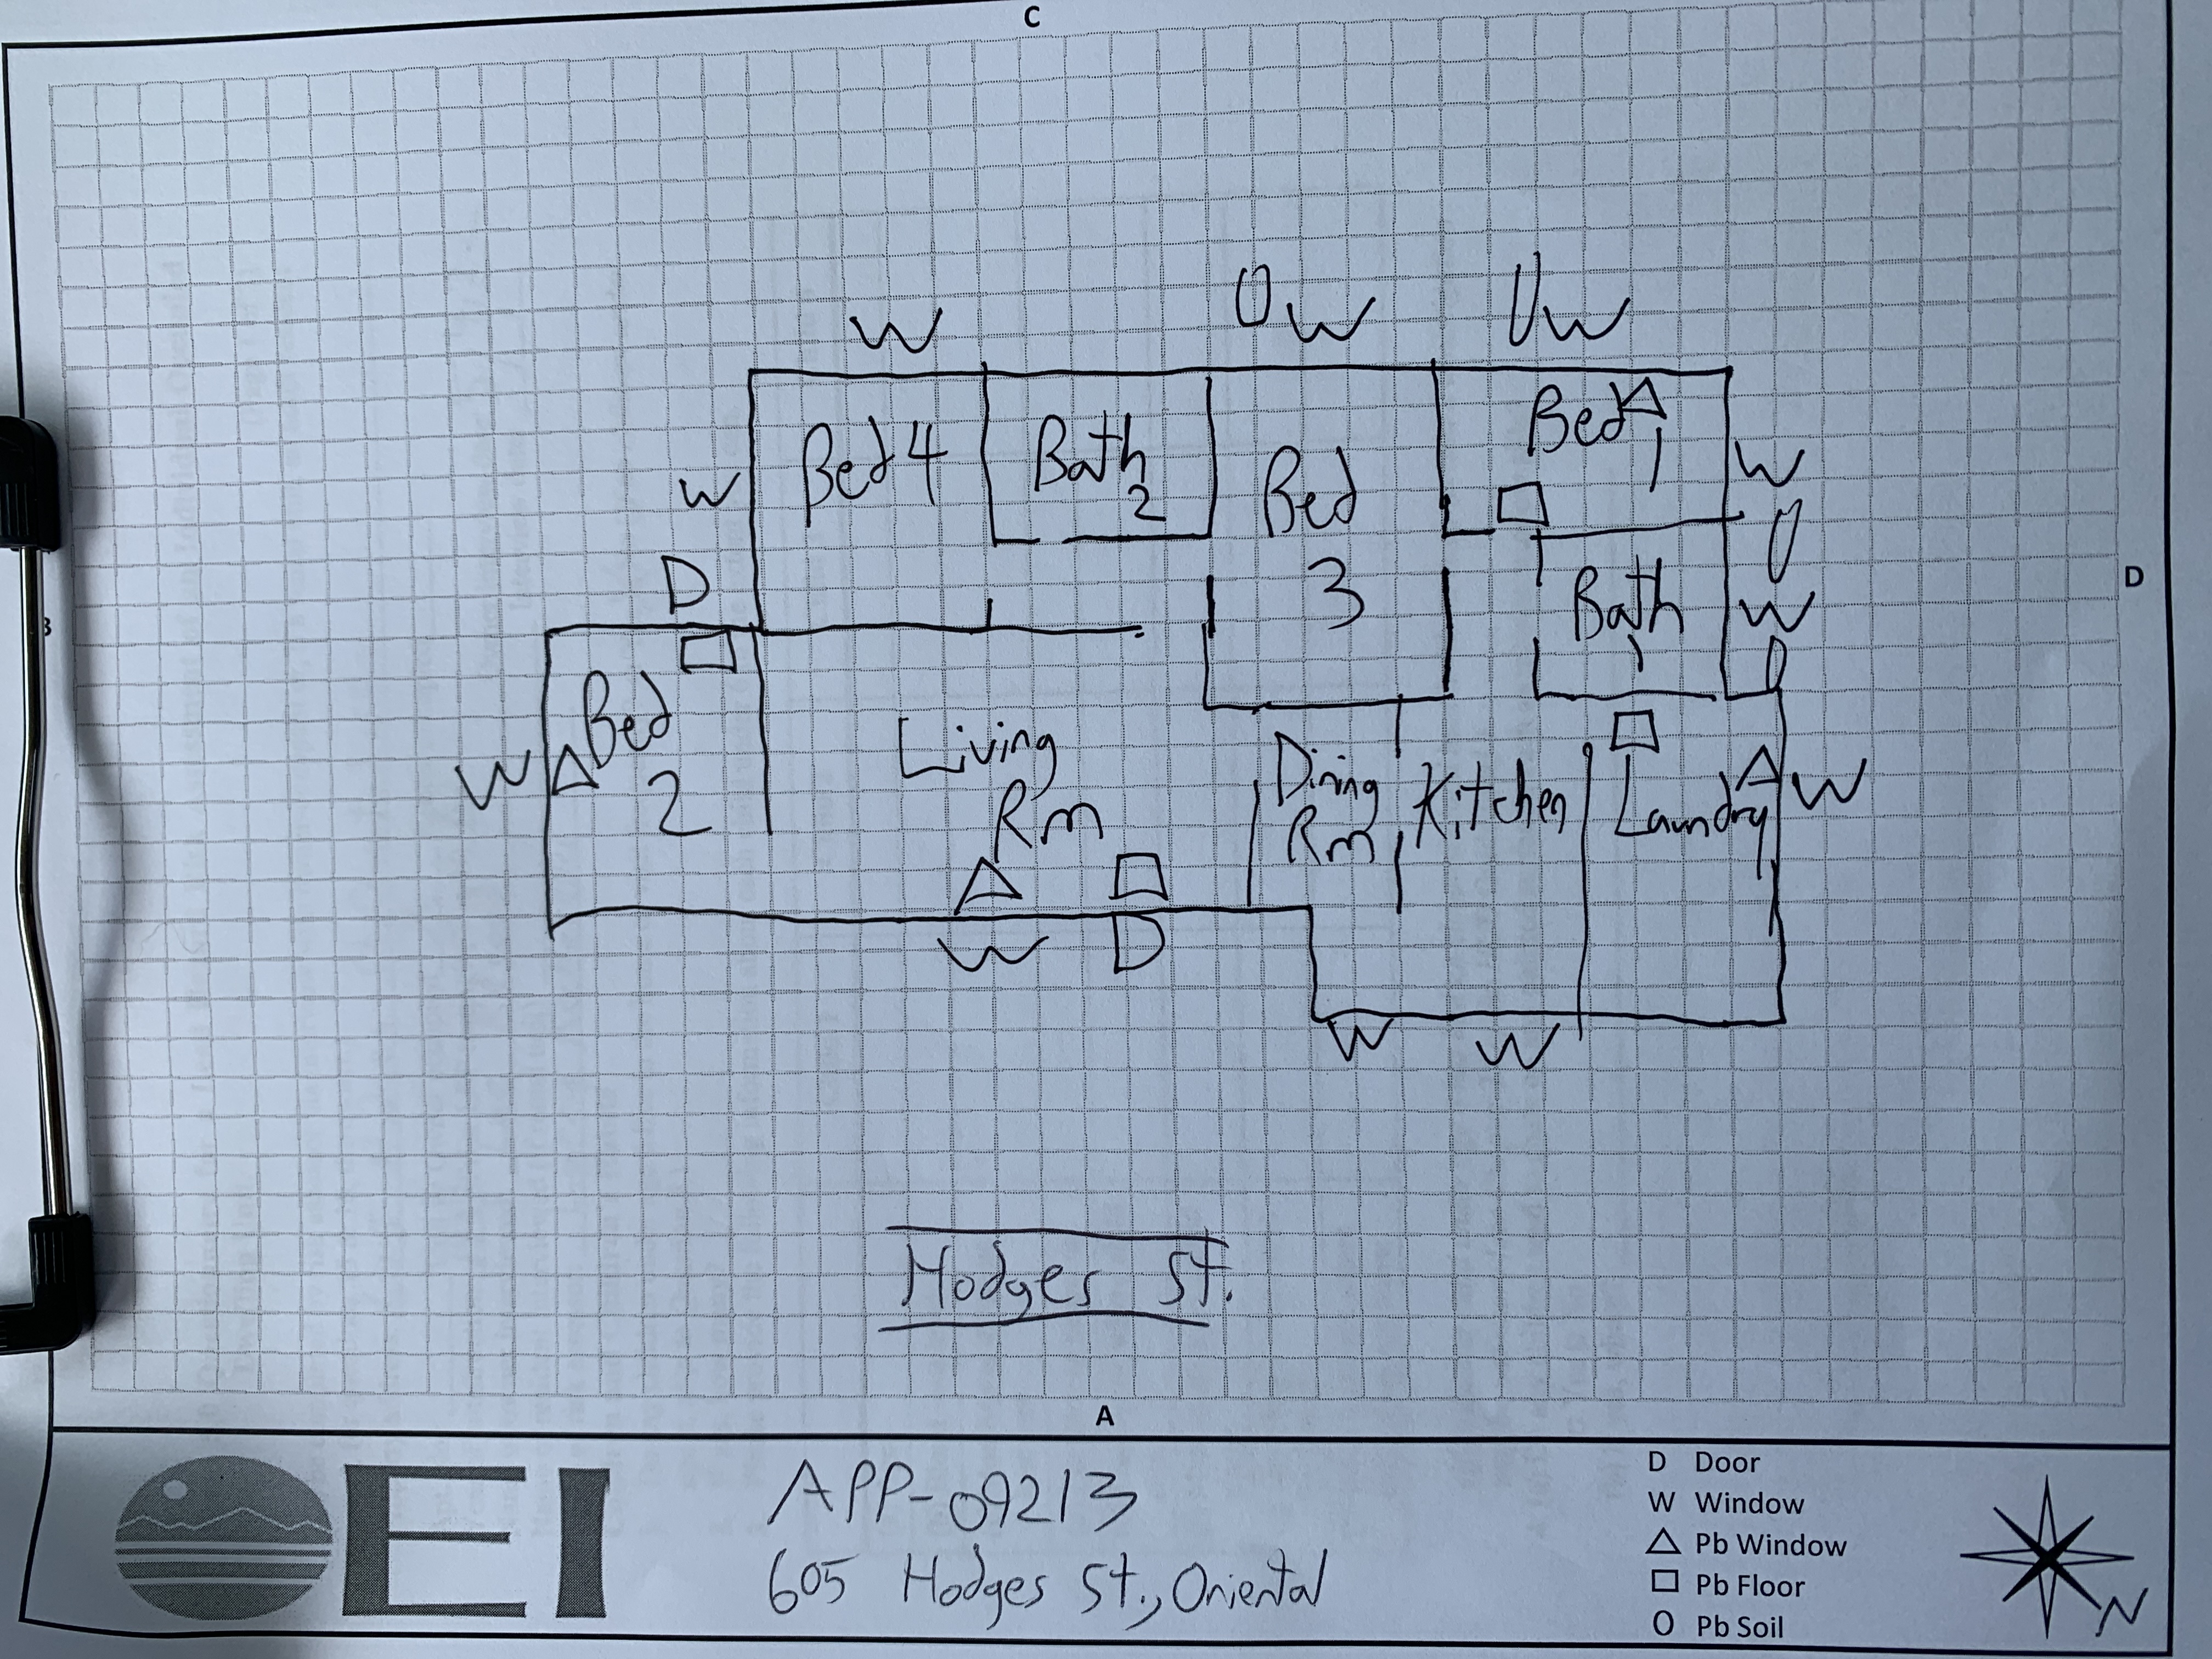 C
B
D
W
W
O
W
W
W
Bed 4
Bath
2
Bed
3
Bed 1
W
D
Bed
2
W
Living
Rm
Dining
Rm
Kitchen
Bath
1
Laundry
W
W
W
W
D
W
W
Hodges St.
A
EI
APP-09213
605 Hodges St., Oriental
D Door
W Window
△ Pb Window
□ Pb Floor
O Pb Soil
N